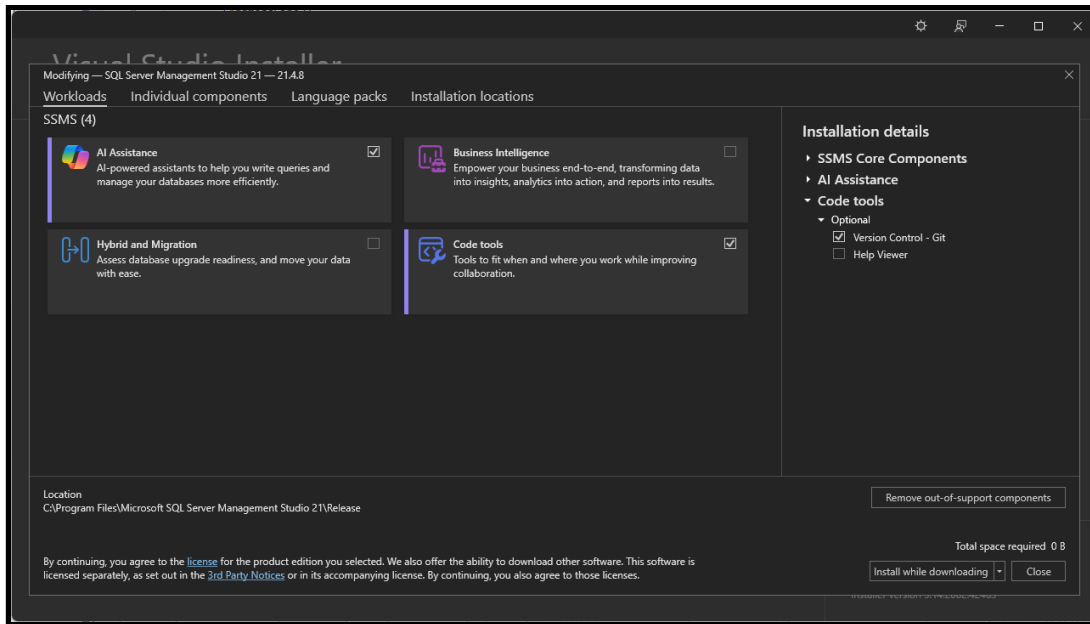 Visual Studio Installer
Modifying — SQL Server Management Studio 21 — 21.4.8
Workloads Individual components Language packs Installation locations
SSMS (4)
AI Assistance
AI-powered assistants to help you write queries and
manage your databases more efficiently.
Business Intelligence
Empower your business end-to-end, transforming data
into insights, analytics into action, and reports into results.
Hybrid and Migration
Assess database upgrade readiness, and move your data
with ease.
Code tools
Tools to fit when and where you work while improving
collaboration.
Installation details
SSMS Core Components
AI Assistance
Code tools
Optional
Version Control - Git
Help Viewer
Location
C:\Program Files\Microsoft SQL Server Management Studio 21\Release
Remove out-of-support components
Total space required 0 B
By continuing, you agree to the license for the product edition you selected. We also offer the ability to download other software. This software is
licensed separately, as set out in the 3rd Party Notices or in its accompanying license. By continuing, you also agree to those licenses.
Install while downloading Close